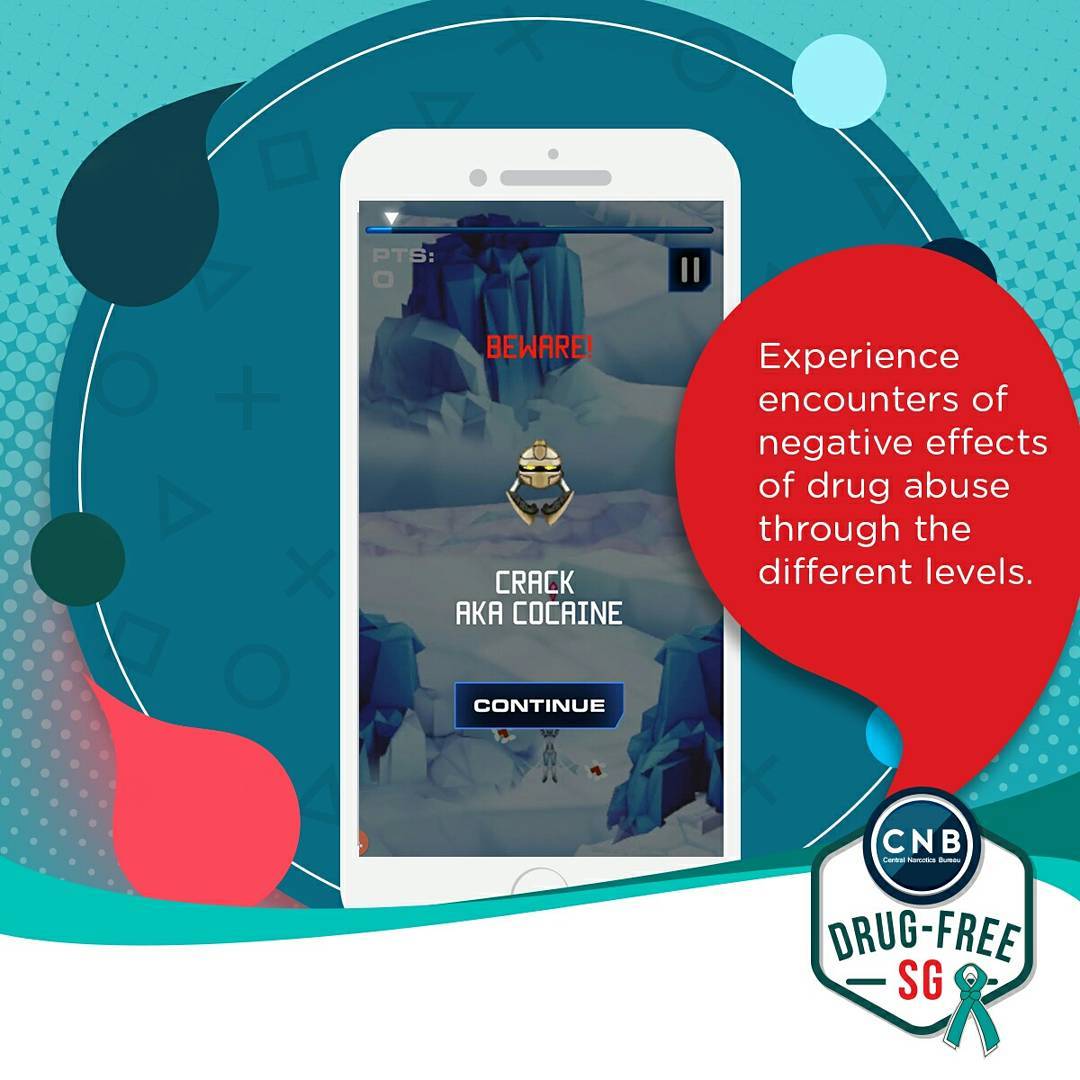 PTS:
0
BEWARE!
CRACK
AKA COCAINE
CONTINUE
Experience
encounters of
negative effects
of drug abuse
through the
different levels.
CNB
Central Narcotics Bureau
DRUG-FREE
SG